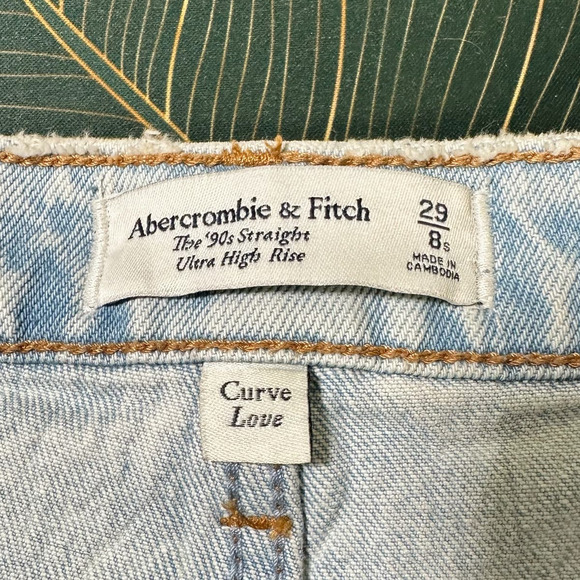 Abercrombie & Fitch
The '90s Straight
Ultra High Rise
29
8s
MADE IN
CAMBODIA
Curve
Love